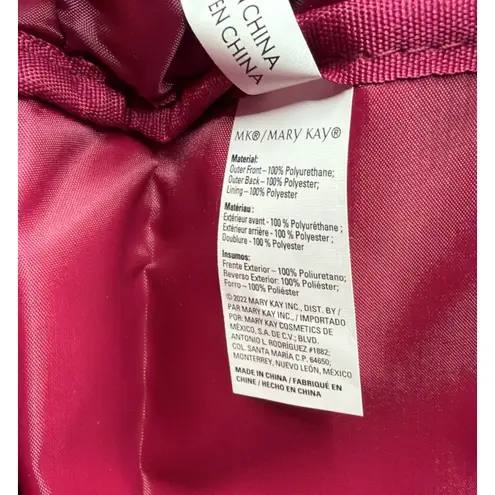 CHINA
EN CHINA
MK®/MARY KAY®
Material:
Outer Front – 100% Polyurethane;
Outer Back – 100% Polyester;
Lining – 100% Polyester
Matériau :
Extérieur avant - 100 % Polyuréthane ;
Extérieur arrière - 100 % Polyester ;
Doublure - 100% Polyester
Insumos:
Frente Exterior – 100% Poliuretano;
Reverso Exterior: 100% Poliéster;
Forro – 100% Poliéster
© 2022 MARY KAY INC., DIST. BY /
PAR MARY KAY INC., / IMPORTADO
POR: MARY KAY COSMETICS DE
MÉXICO, S.A. DE C.V.; BLVD.
ANTONIO L. RODRÍGUEZ #1882;
COL. SANTA MARÍA C.P. 64650;
MONTERREY, NUEVO LEÓN, MÉXICO
MADE IN CHINA / FABRIQUÉ EN
CHINE / HECHO EN CHINA